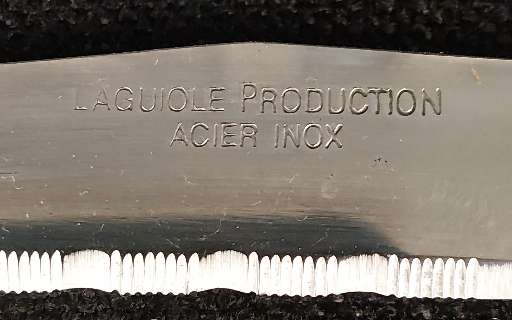 LAGUIOLE PRODUCTION
ACIER INOX